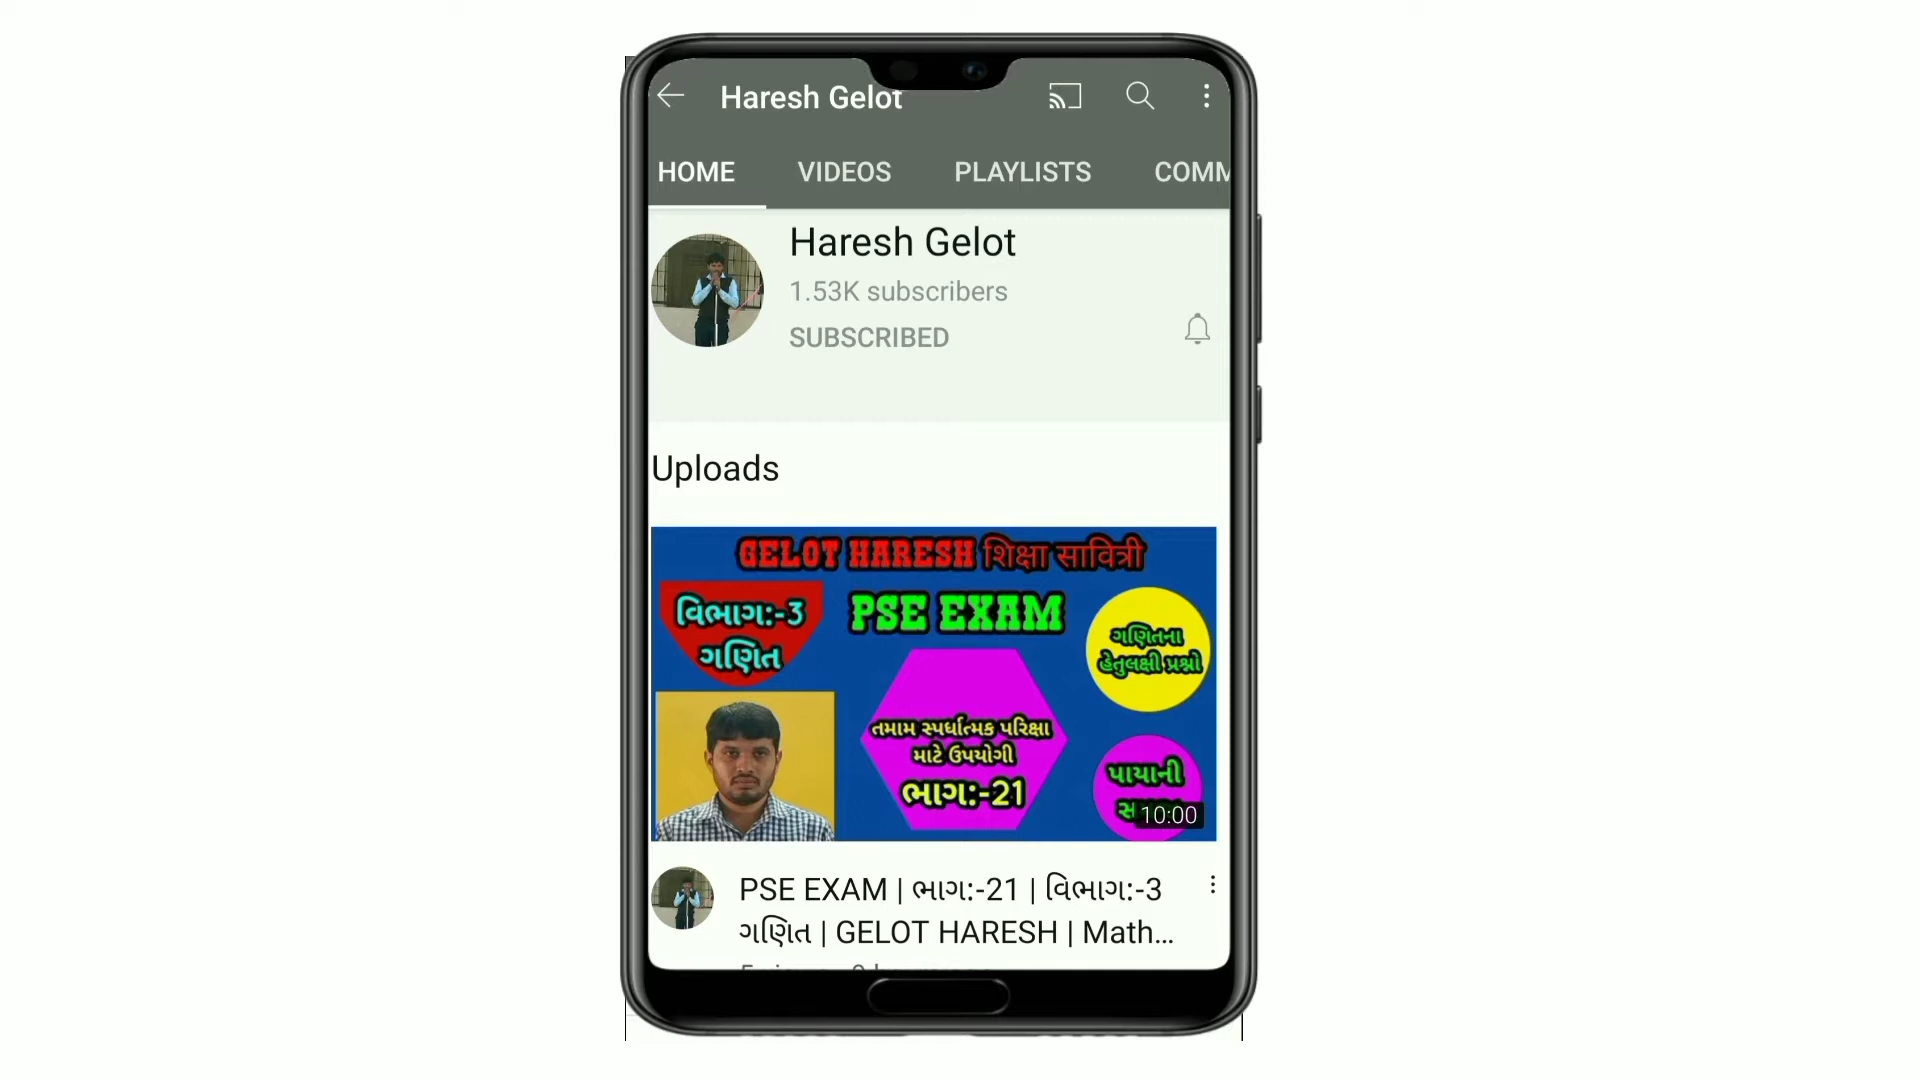 Haresh Gelot
HOME VIDEOS PLAYLISTS COMM
Haresh Gelot
1.53K subscribers
SUBSCRIBED
Uploads
GELOT HARESH शिक्षा सावित्री
વિભાગ:-3
ગણિત
PSE EXAM
ગણિતના
હેતુલક્ષી પ્રશ્નો
તમામ સ્પર્ધાત્મક પરિક્ષા
માટે ઉપયોગી
ભાગ:-21
પાયાની
10:00
PSE EXAM | ભાગ:-21 | વિભાગ:-3
ગણિત | GELOT HARESH | Math...